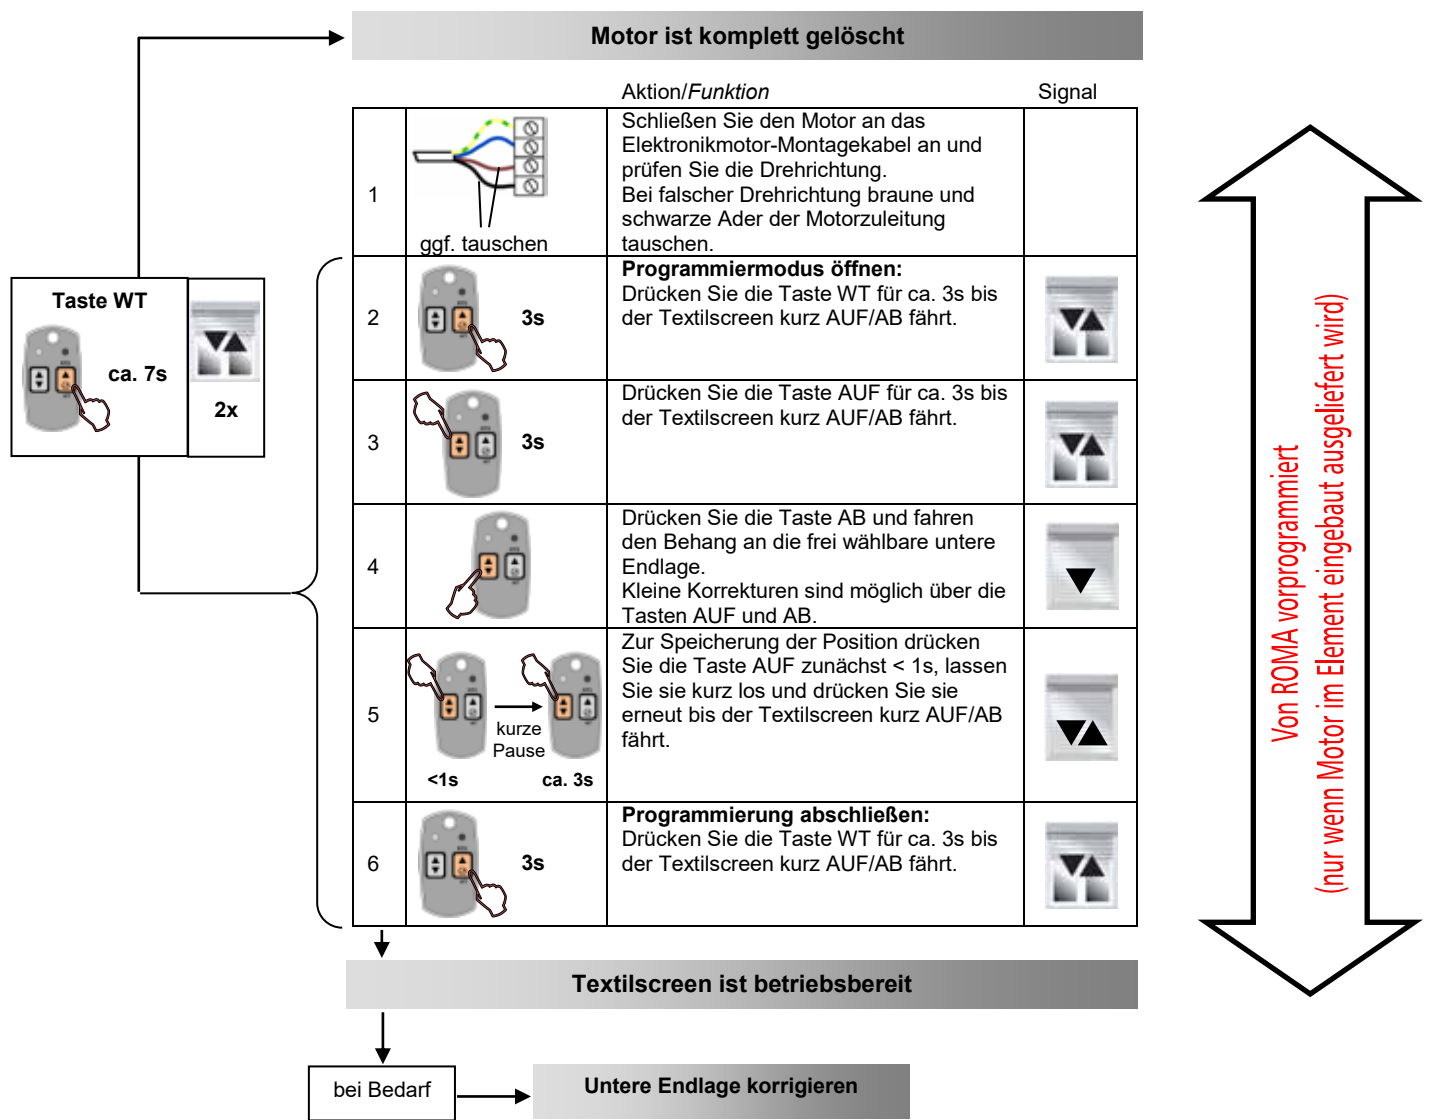 Motor ist komplett gelöscht
Aktion/Funktion
Signal
1
ggf. tauschen
Schließen Sie den Motor an das
Elektronikmotor-Montagekabel an und
prüfen Sie die Drehrichtung.
Bei falscher Drehrichtung braune und
schwarze Ader der Motorzuleitung
tauschen.
Taste WT
ca. 7s
2x
2
3s
Programmiermodus öffnen:
Drücken Sie die Taste WT für ca. 3s bis
der Textilscreen kurz AUF/AB fährt.
3
3s
Drücken Sie die Taste AUF für ca. 3s bis
der Textilscreen kurz AUF/AB fährt.
4
Drücken Sie die Taste AB und fahren
den Behang an die frei wählbare untere
Endlage.
Kleine Korrekturen sind möglich über die
Tasten AUF und AB.
5
kurze
Pause
<1s
ca. 3s
Zur Speicherung der Position drücken
Sie die Taste AUF zunächst < 1s, lassen
Sie sie kurz los und drücken Sie sie
erneut bis der Textilscreen kurz AUF/AB
fährt.
6
3s
Programmierung abschließen:
Drücken Sie die Taste WT für ca. 3s bis
der Textilscreen kurz AUF/AB fährt.
Von ROMA vorprogrammiert
(nur wenn Motor im Element eingebaut ausgeliefert wird)
Textilscreen ist betriebsbereit
bei Bedarf
Untere Endlage korrigieren